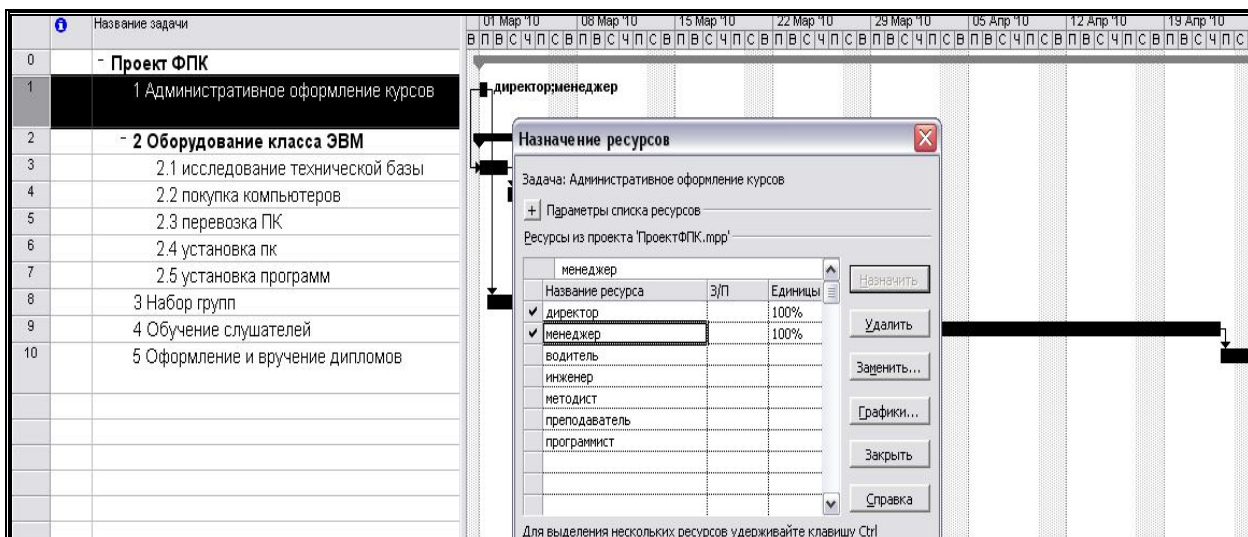 Название задачи
01 Мар '10 08 Мар '10 15 Мар '10 22 Мар '10 29 Мар '10 05 Апр '10 12 Апр '10 19 Апр '10
В П В С Ч П С В П В С Ч П С В П В С Ч П С В П В С Ч П С В П В С Ч П С В П В С Ч П С В П В С Ч П С В П В С Ч П С
0 - Проект ФПК
1 1 Административное оформление курсов
директор;менеджер
2 - 2 Оборудование класса ЭВМ
3 2.1 исследование технической базы
4 2.2 покупка компьютеров
5 2.3 перевозка ПК
6 2.4 установка пк
7 2.5 установка программ
8 3 Набор групп
9 4 Обучение слушателей
10 5 Оформление и вручение дипломов
Назначение ресурсов
Задача: Административное оформление курсов
+ Параметры списка ресурсов
Ресурсы из проекта 'ПроектФПК.mpp'
менеджер
Название ресурса З/П Единицы
директор 100%
менеджер 100%
водитель
инженер
методист
преподаватель
программист
Назначить
Удалить
Заменить...
Графики...
Закрыть
Справка
Для выделения нескольких ресурсов удерживайте клавишу Ctrl